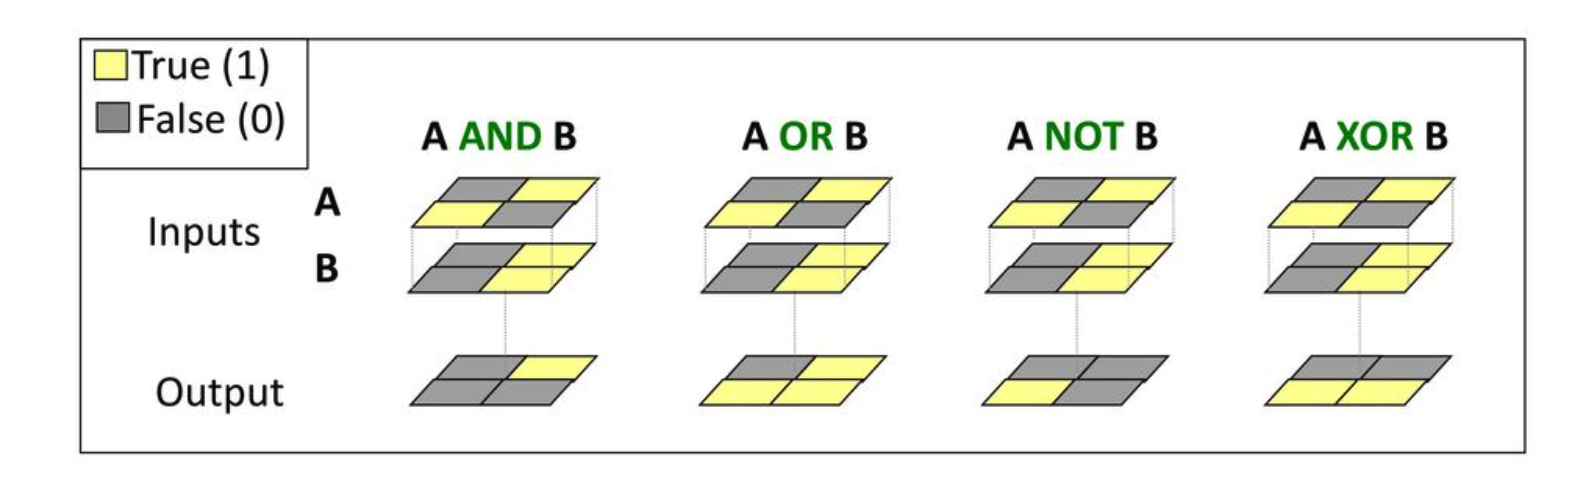 True (1)
False (0)
A AND B
A OR B
A NOT B
A XOR B
Inputs
A
B
Output